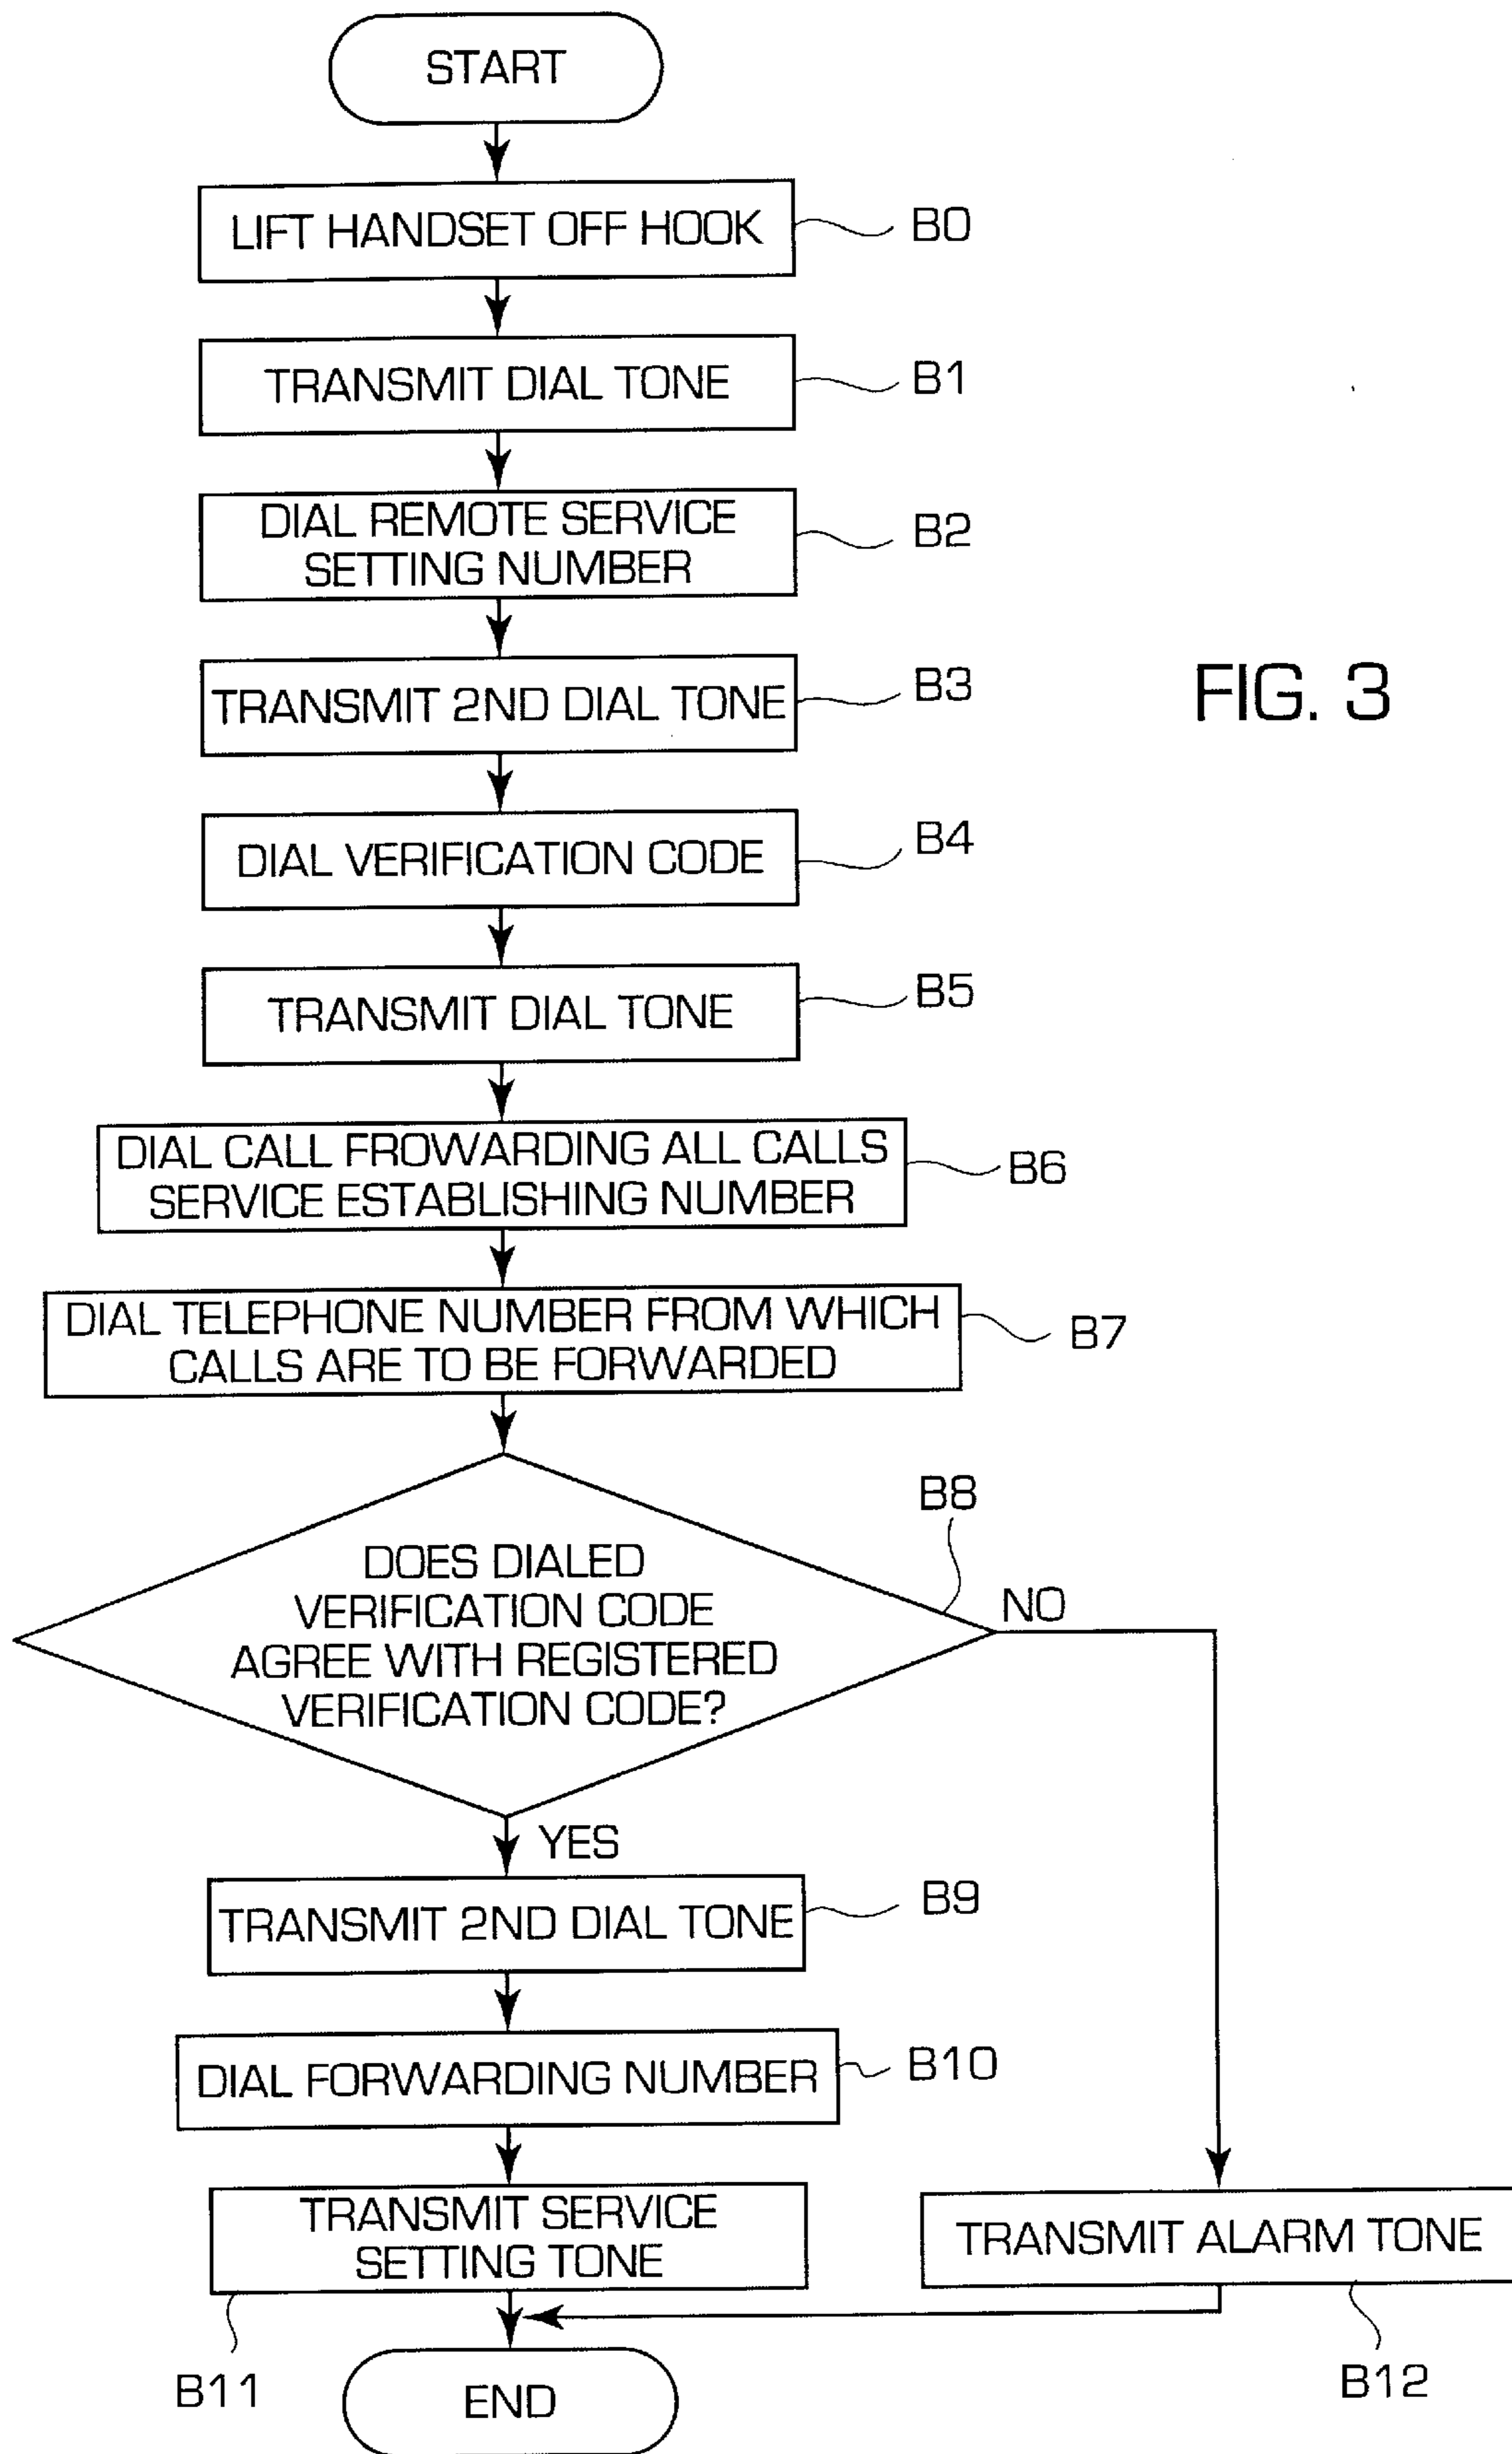 START
LIFT HANDSET OFF HOOK
B0
TRANSMIT DIAL TONE
B1
DIAL REMOTE SERVICE
SETTING NUMBER
B2
TRANSMIT 2ND DIAL TONE
B3
FIG. 3
DIAL VERIFICATION CODE
B4
TRANSMIT DIAL TONE
B5
DIAL CALL FROWARDING ALL CALLS
SERVICE ESTABLISHING NUMBER
B6
DIAL TELEPHONE NUMBER FROM WHICH
CALLS ARE TO BE FORWARDED
B7
DOES DIALED
VERIFICATION CODE
AGREE WITH REGISTERED
VERIFICATION CODE?
B8
NO
YES
TRANSMIT 2ND DIAL TONE
B9
DIAL FORWARDING NUMBER
B10
TRANSMIT SERVICE
SETTING TONE
B11
TRANSMIT ALARM TONE
B12
END